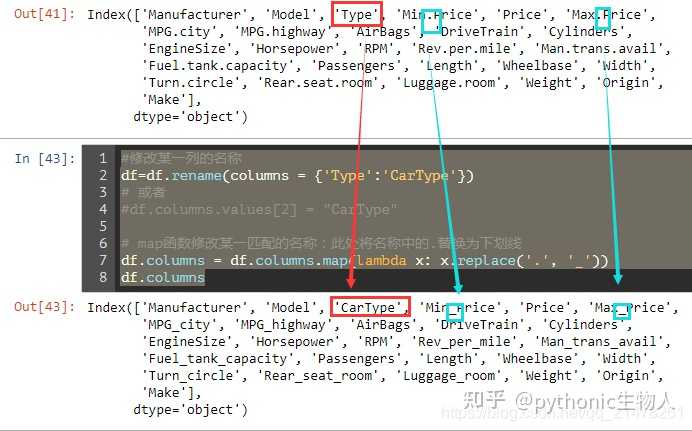 Out[41]: Index(['Manufacturer', 'Model', 'Type', 'Min.Price', 'Price', 'Max.Price',
'MPG.city', 'MPG.highway', 'AirBags', 'DriveTrain', 'Cylinders',
'EngineSize', 'Horsepower', 'RPM', 'Rev.per.mile', 'Man.trans.avail',
'Fuel.tank.capacity', 'Passengers', 'Length', 'Wheelbase', 'Width',
'Turn.circle', 'Rear.seat.room', 'Luggage.room', 'Weight', 'Origin',
'Make'],
dtype='object')
In [43]:
1 #修改某一列的名称
2 df=df.rename(columns = {'Type':'CarType'})
3 # 或者
4 #df.columns.values[2] = "CarType"
5
6 # map函数修改某一匹配的名称：此处将名称中的.替换为下划线
7 df.columns = df.columns.map(lambda x: x.replace('.', '_'))
8 df.columns
Out[43]: Index(['Manufacturer', 'Model', 'CarType', 'Min_Price', 'Price', 'Max_Price',
'MPG_city', 'MPG_highway', 'AirBags', 'DriveTrain', 'Cylinders',
'EngineSize', 'Horsepower', 'RPM', 'Rev_per_mile', 'Man_trans_avail',
'Fuel_tank_capacity', 'Passengers', 'Length', 'Wheelbase', 'Width',
'Turn_circle', 'Rear_seat_room', 'Luggage_room', 'Weight', 'Origin',
'Make'],
dtype='object')
知乎 @pythonic生物人